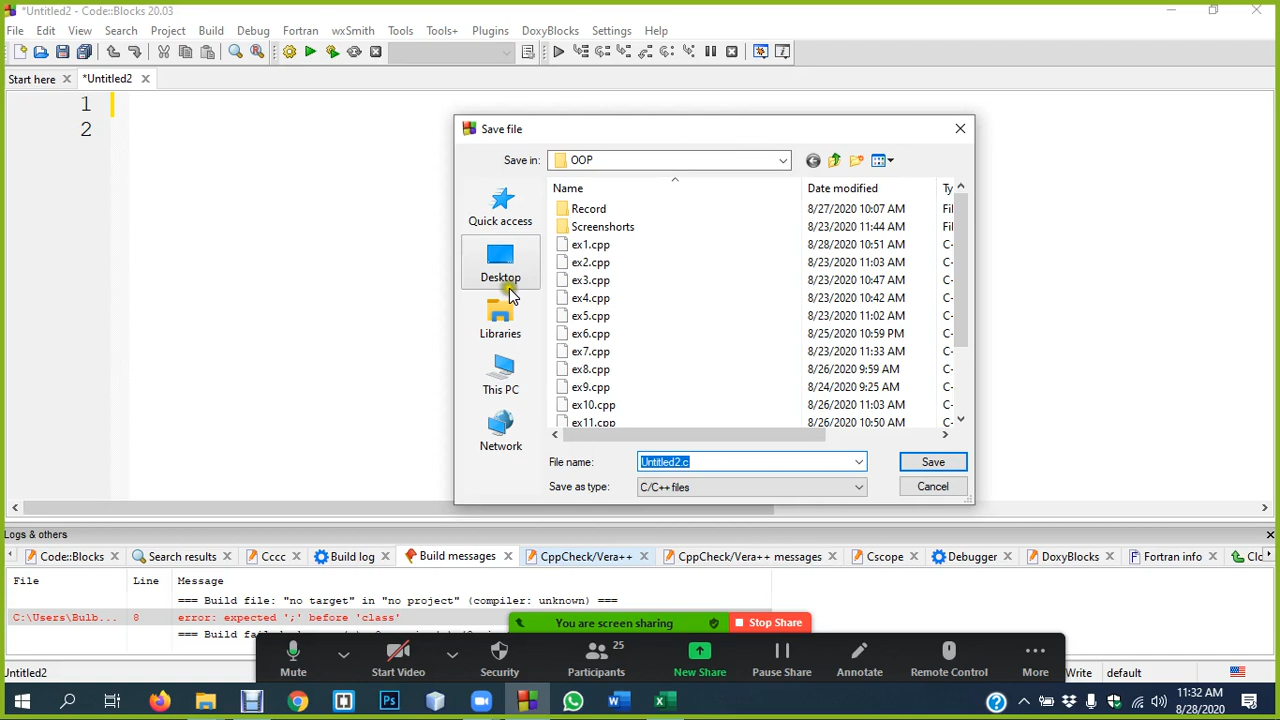 *Untitled2 - Code::Blocks 20.03
File Edit View Search Project Build Debug Fortran wxSmith Tools Tools+ Plugins DoxyBlocks Settings Help
Start here *Untitled2
1
2
Save file
Save in: OOP
Name Date modified Ty
Quick access
Desktop
Libraries
This PC
Network
Record 8/27/2020 10:07 AM Fil
Screenshorts 8/23/2020 11:44 AM Fil
ex1.cpp 8/28/2020 10:51 AM C-
ex2.cpp 8/23/2020 11:03 AM C-
ex3.cpp 8/23/2020 10:47 AM C-
ex4.cpp 8/23/2020 10:42 AM C-
ex5.cpp 8/23/2020 11:02 AM C-
ex6.cpp 8/25/2020 10:59 PM C-
ex7.cpp 8/23/2020 11:33 AM C-
ex8.cpp 8/26/2020 9:59 AM C-
ex9.cpp 8/24/2020 9:25 AM C-
ex10.cpp 8/26/2020 11:03 AM C-
ex11.cpp 8/26/2020 10:50 AM C-
File name: Untitled2.c Save
Save as type: C/C++ files Cancel
Logs & others
Code::Blocks Search results Cccc Build log Build messages CppCheck/Vera++ CppCheck/Vera++ messages Cscope Debugger DoxyBlocks Fortran info Clo
File Line Message
=== Build file: "no target" in "no project" (compiler: unknown) ===
C:\Users\Bulb... 8 error: expected ';' before 'class'
=== Build
You are screen sharing Stop Share
Mute Start Video Security Participants 25 New Share Pause Share Annotate Remote Control More
Untitled2 Write default
11:32 AM
8/28/2020